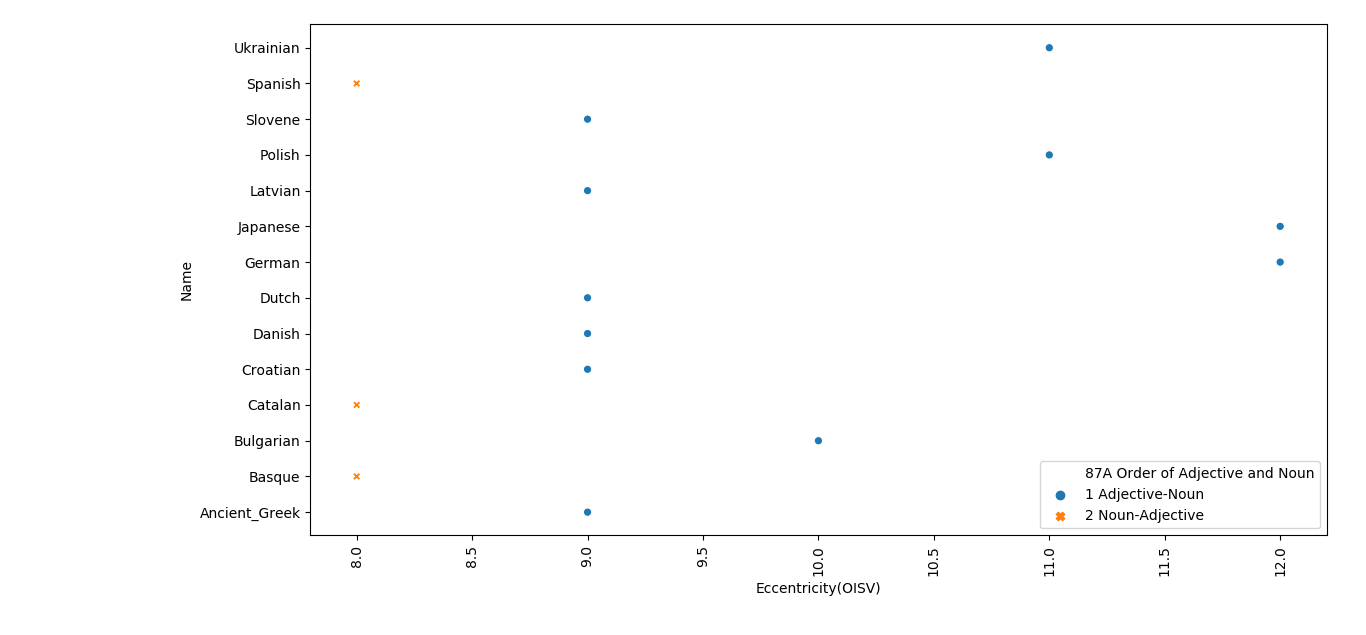 Ukrainian
Spanish
Slovene
Polish
Latvian
Japanese
German
Dutch
Danish
Croatian
Catalan
Bulgarian
Basque
Ancient_Greek
Name
87A Order of Adjective and Noun
1 Adjective-Noun
2 Noun-Adjective
8.0 8.5 9.0 9.5 10.0 10.5 11.0 11.5 12.0
Eccentricity(OISV)